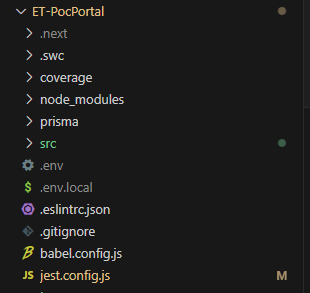 ET-PocPortal
.next
.swc
coverage
node_modules
prisma
src
.env
.env.local
.eslintrc.json
.gitignore
babel.config.js
JS jest.config.js M